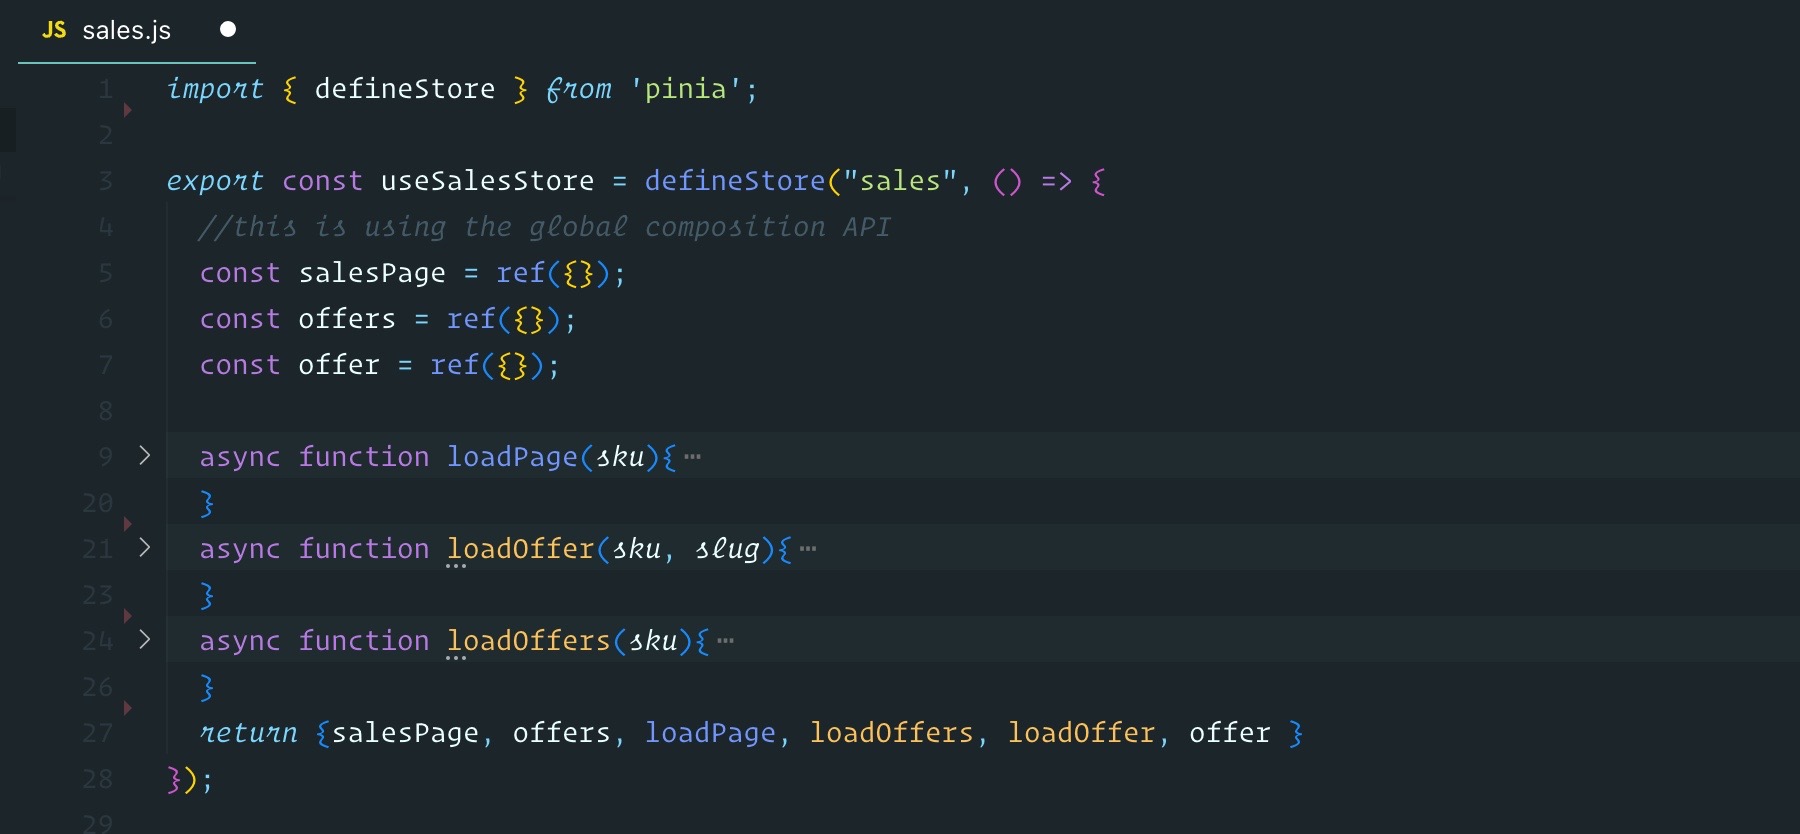 JS sales.js
1 import { defineStore } from 'pinia';
2
3 export const useSalesStore = defineStore("sales", () => {
4 //this is using the global composition API
5 const salesPage = ref({});
6 const offers = ref({});
7 const offer = ref({});
8
9 async function loadPage(sku){⋯
20 }
21 async function loadOffer(sku, slug){⋯
23 }
24 async function loadOffers(sku){⋯
26 }
27 return {salesPage, offers, loadPage, loadOffers, loadOffer, offer }
28 });
29